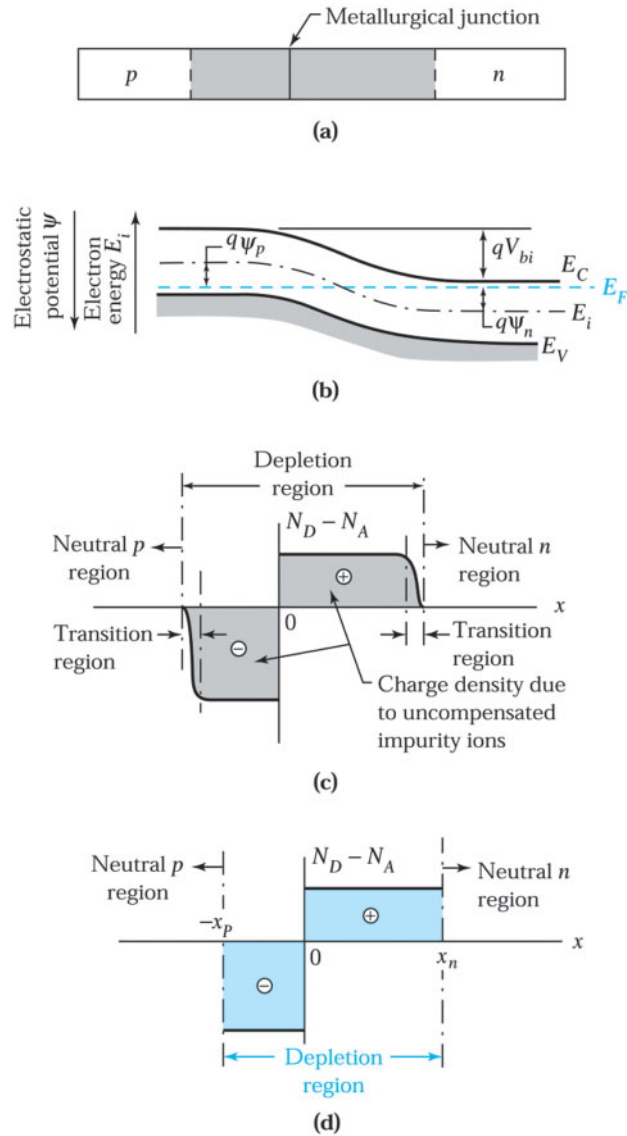 Metallurgical junction
p
n
(a)
Electrostatic
potential ψ
Electron
energy E_i
qψ_p
qV_bi
E_C
E_F
qψ_n
E_i
E_V
(b)
Depletion
region
N_D − N_A
Neutral p
region
Neutral n
region
+
x
0
Transition
region
−
Transition
region
Charge density due
to uncompensated
impurity ions
(c)
Neutral p
region
N_D − N_A
Neutral n
region
+
−x_p
0
x_n
x
−
Depletion
region
(d)